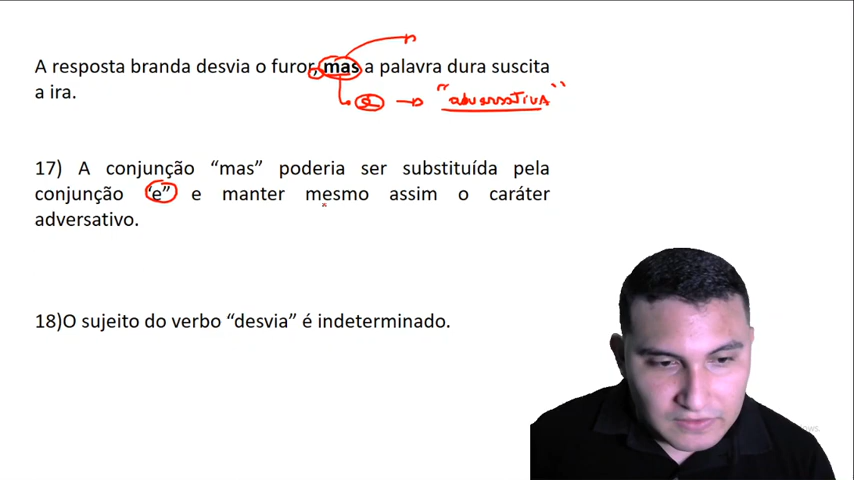 A resposta branda desvia o furor, mas a palavra dura suscita
a ira.
e → "adversativa"
17) A conjunção “mas” poderia ser substituída pela
conjunção “e” e manter mesmo assim o caráter
adversativo.
18)O sujeito do verbo “desvia” é indeterminado.